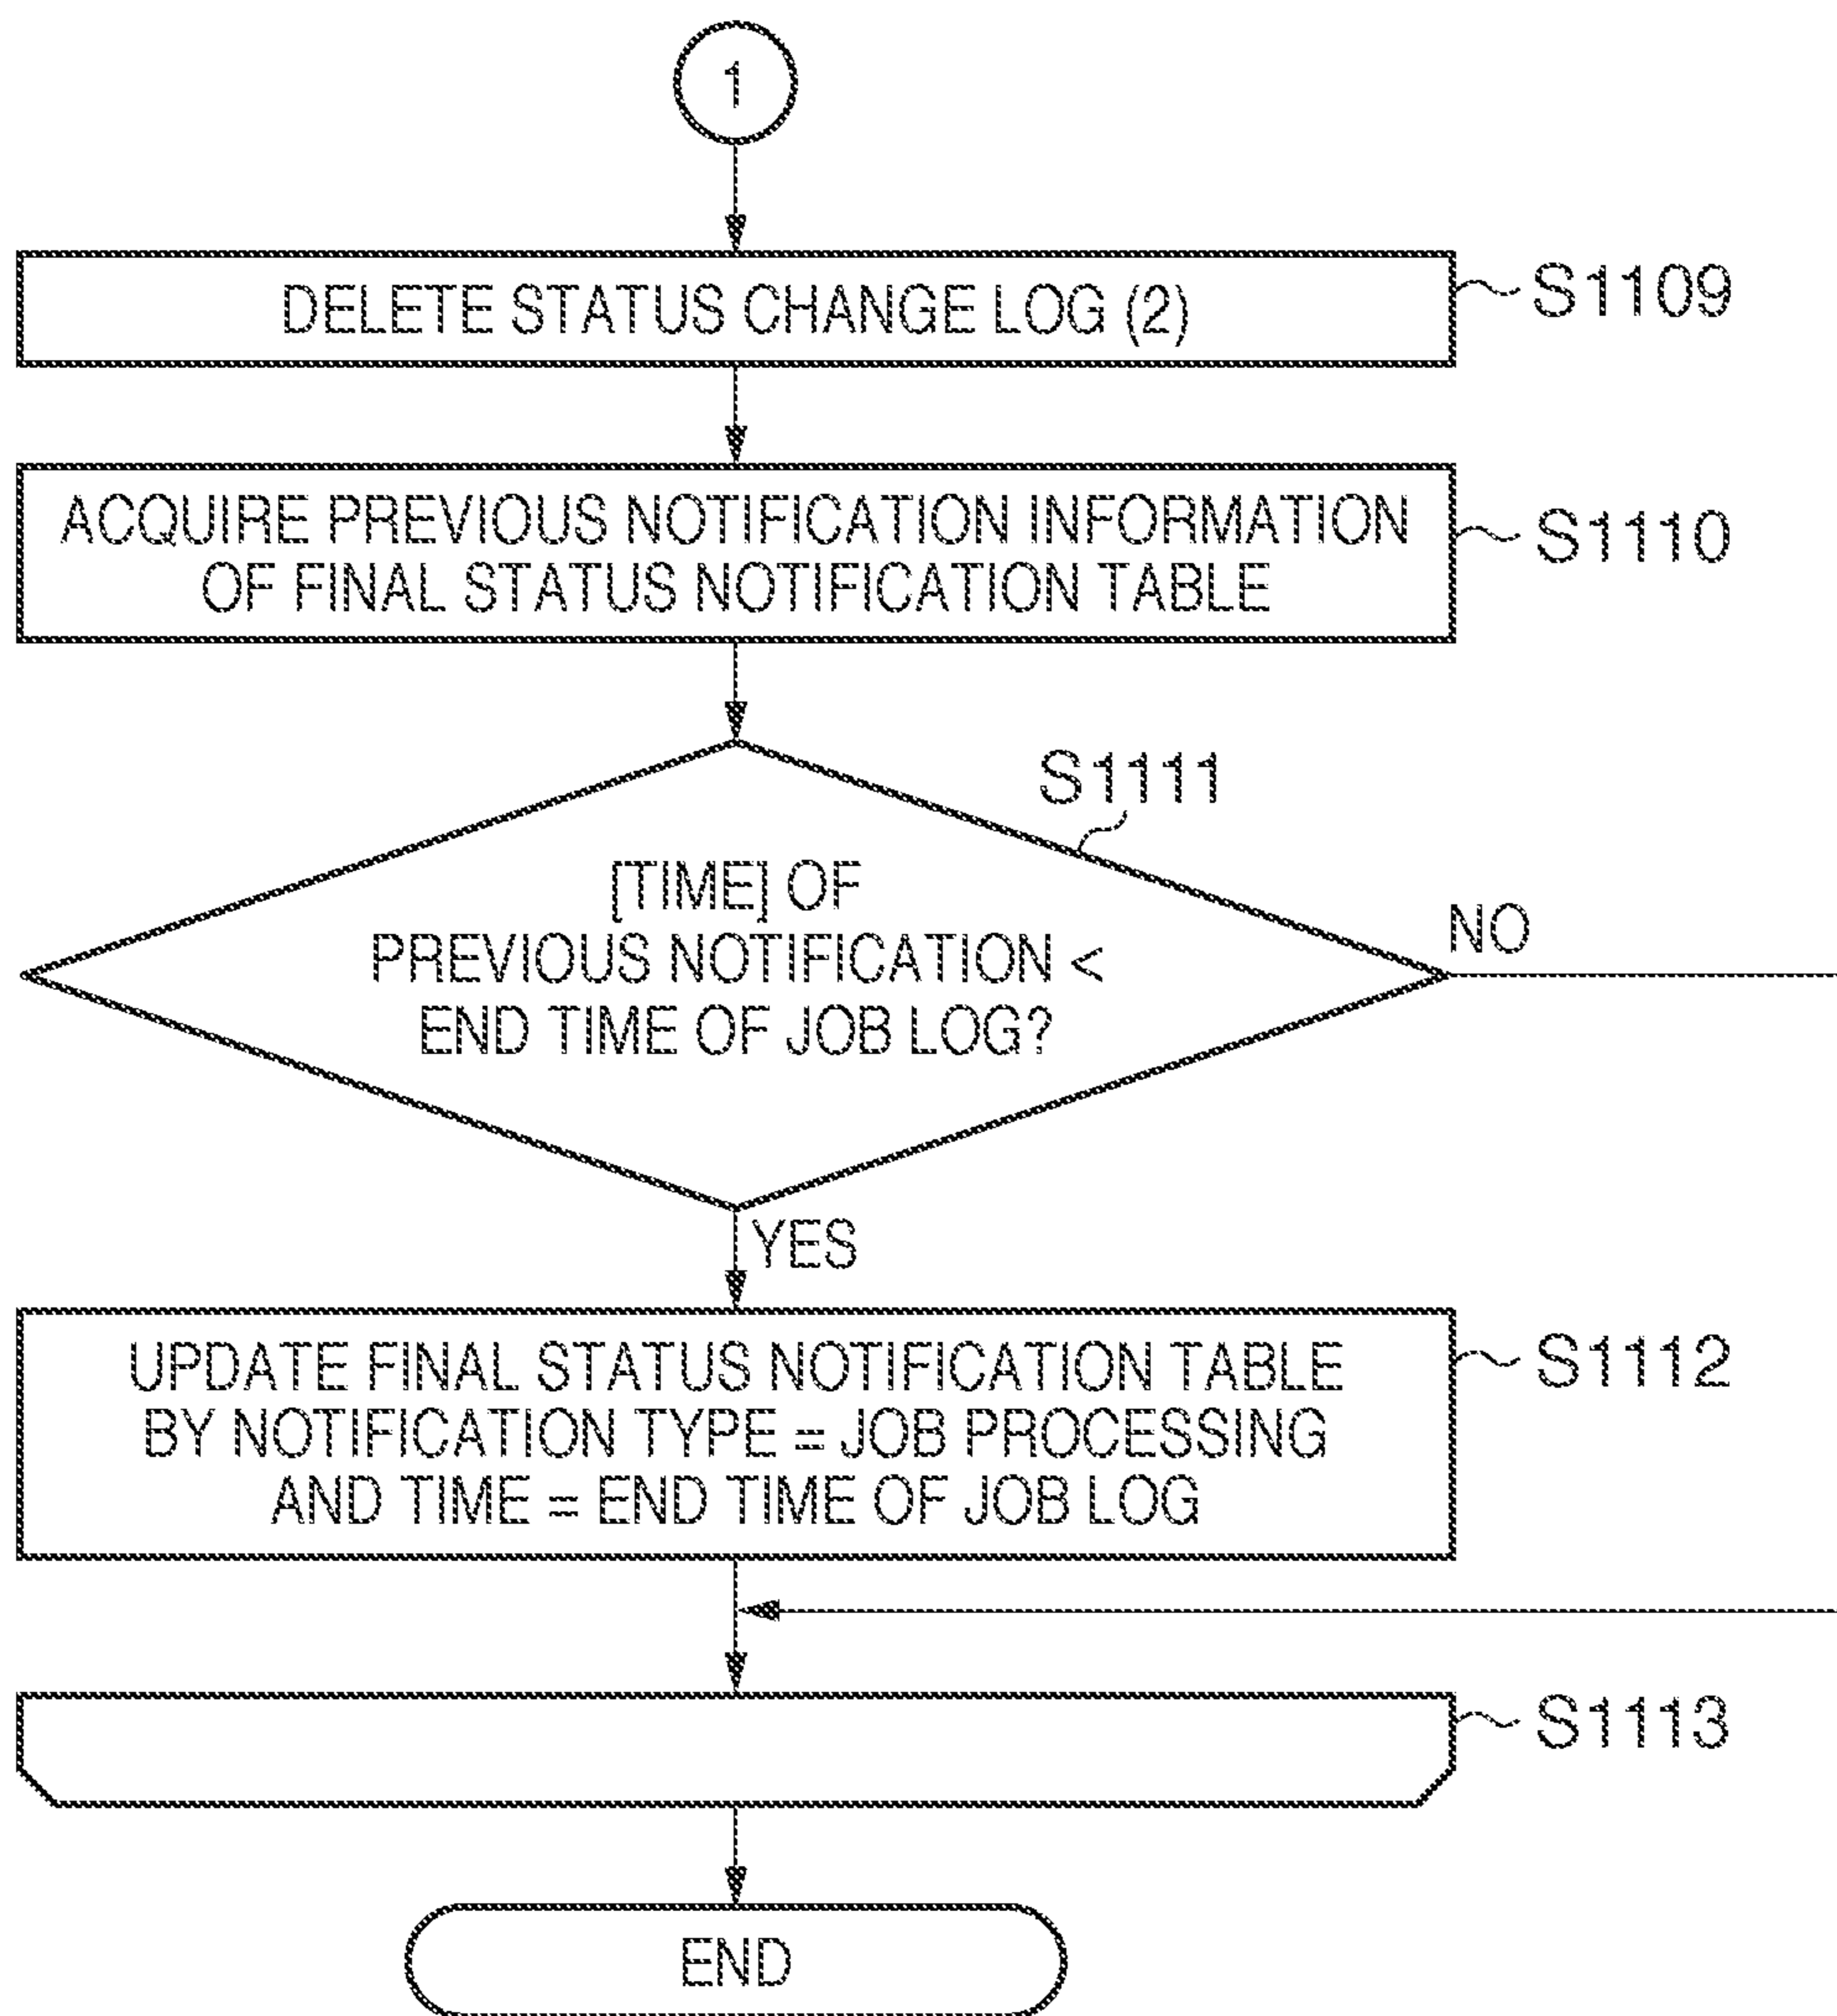 1
DELETE STATUS CHANGE LOG (2)
S1109
ACQUIRE PREVIOUS NOTIFICATION INFORMATION
OF FINAL STATUS NOTIFICATION TABLE
S1110
S1111
[TIME] OF
PREVIOUS NOTIFICATION <
END TIME OF JOB LOG?
NO
YES
UPDATE FINAL STATUS NOTIFICATION TABLE
BY NOTIFICATION TYPE = JOB PROCESSING
AND TIME = END TIME OF JOB LOG
S1112
S1113
END